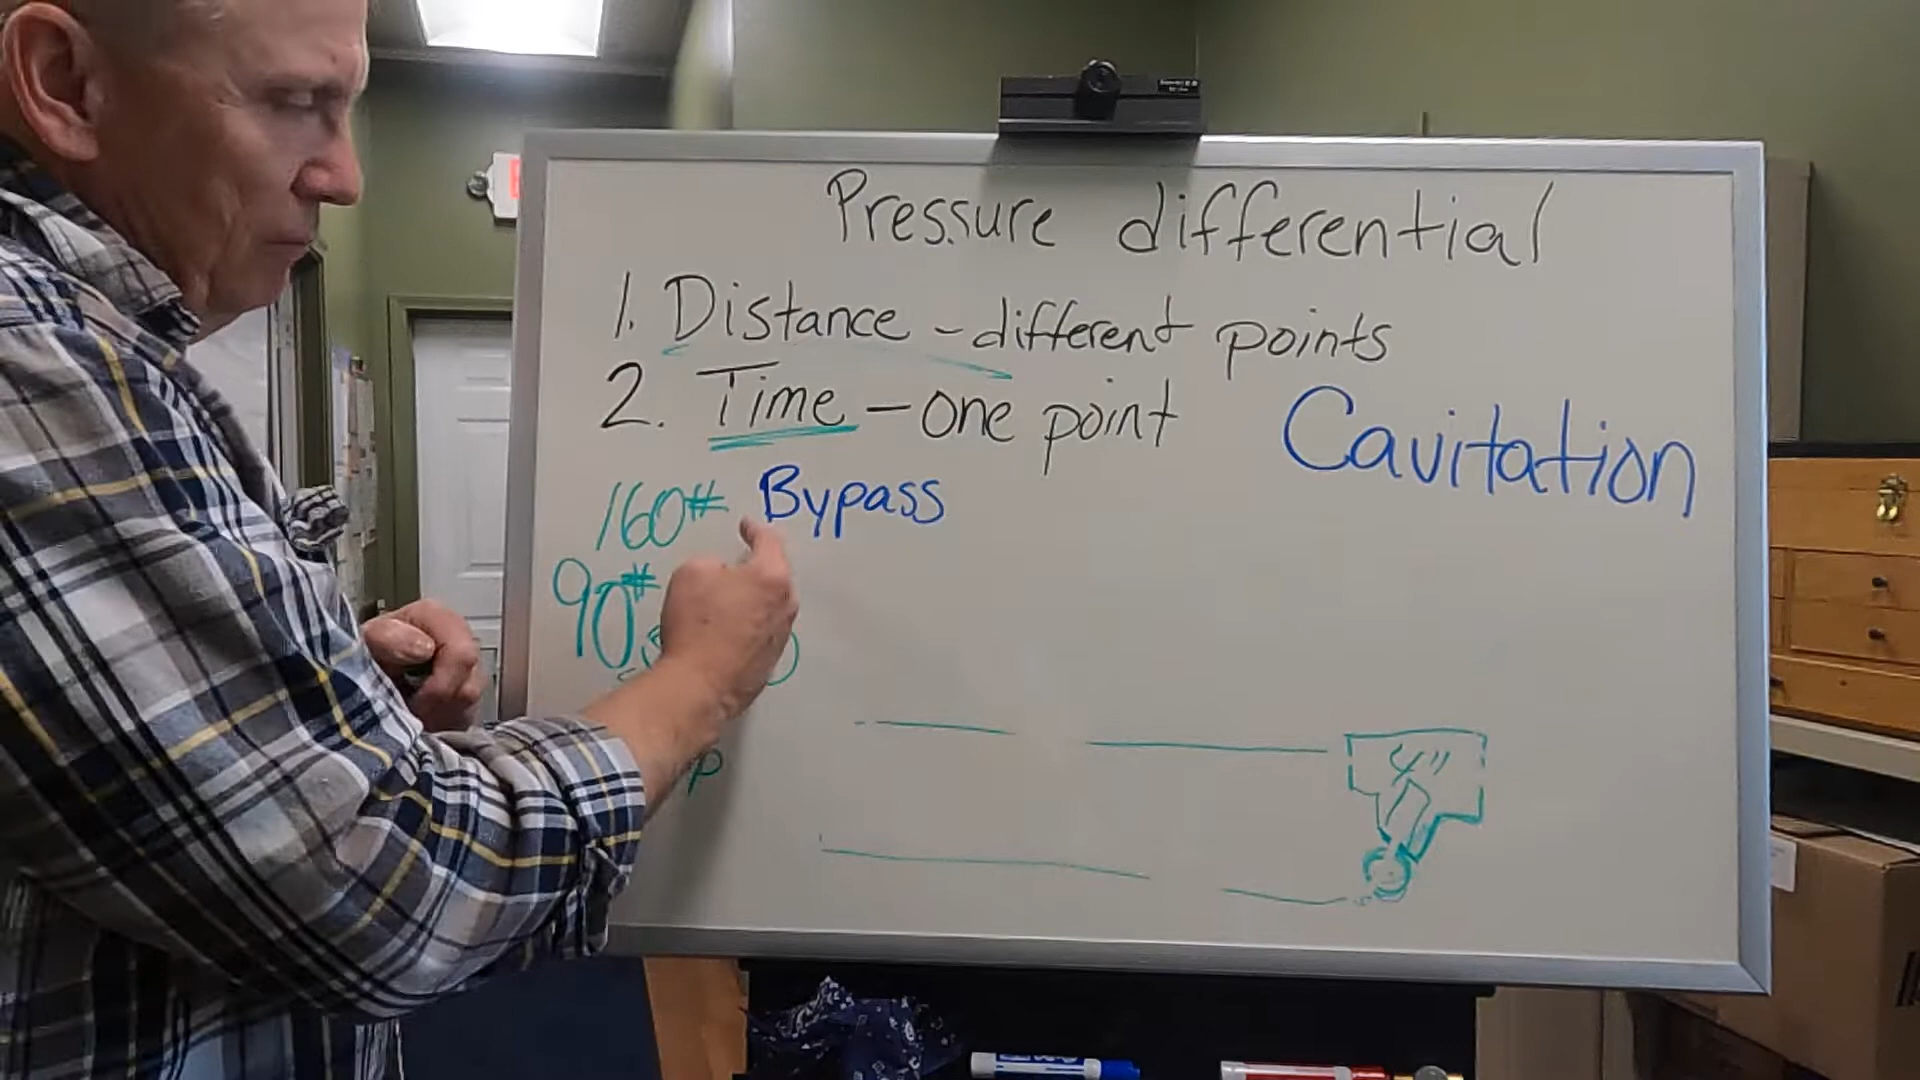 Pressure differential
1. Distance - different points
2. Time - one point
Cavitation
160# Bypass
90#
4"